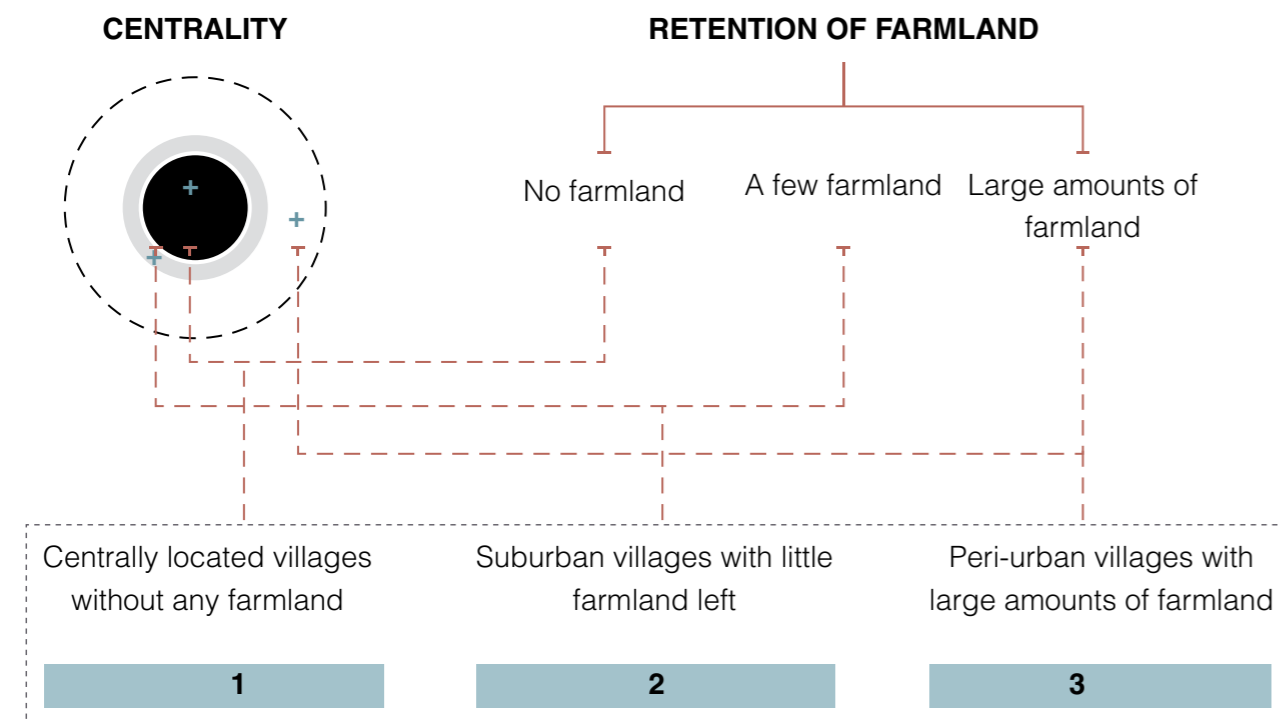 CENTRALITY
RETENTION OF FARMLAND
No farmland
A few farmland
Large amounts of
farmland
Centrally located villages
without any farmland
Suburban villages with little
farmland left
Peri-urban villages with
large amounts of farmland
1
2
3